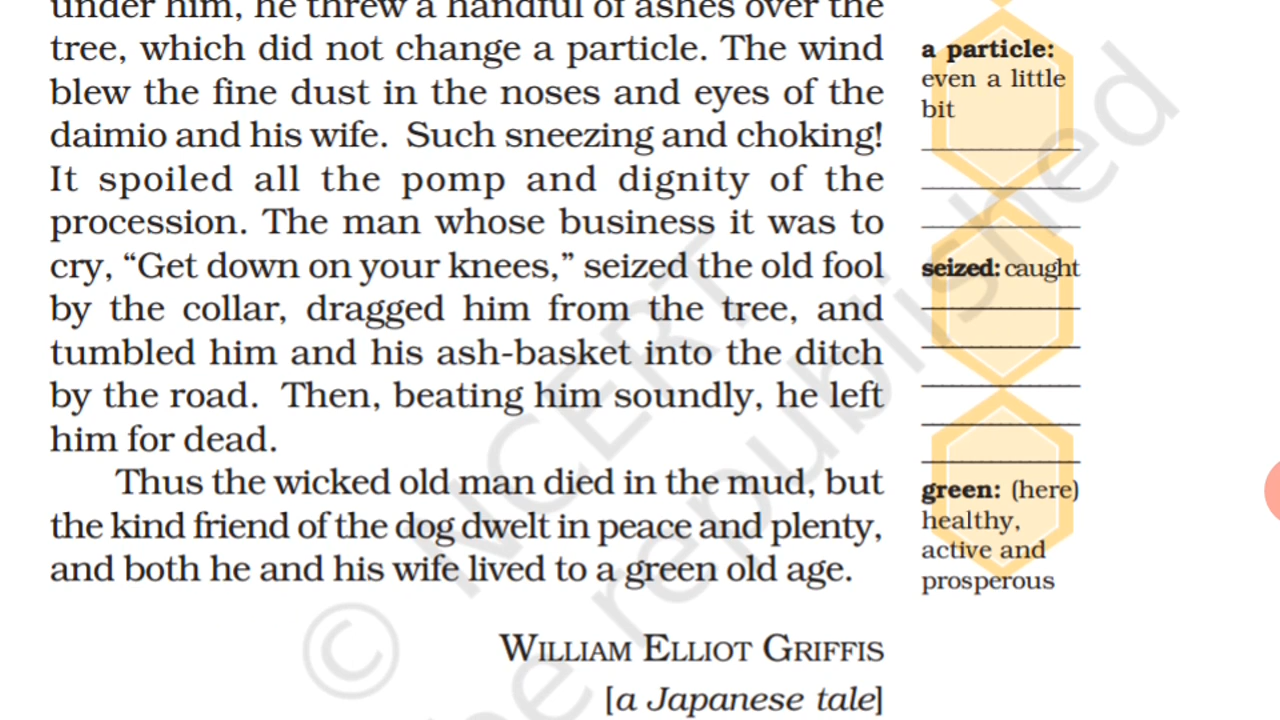 under him, he threw a handful of ashes over the
tree, which did not change a particle. The wind
blew the fine dust in the noses and eyes of the
daimio and his wife. Such sneezing and choking!
It spoiled all the pomp and dignity of the
procession. The man whose business it was to
cry, “Get down on your knees,” seized the old fool
by the collar, dragged him from the tree, and
tumbled him and his ash-basket into the ditch
by the road. Then, beating him soundly, he left
him for dead.
Thus the wicked old man died in the mud, but
the kind friend of the dog dwelt in peace and plenty,
and both he and his wife lived to a green old age.
WILLIAM ELLIOT GRIFFIS
[a Japanese tale]
a particle:
even a little
bit
seized: caught
green: (here)
healthy,
active and
prosperous
© NCERT
be republished